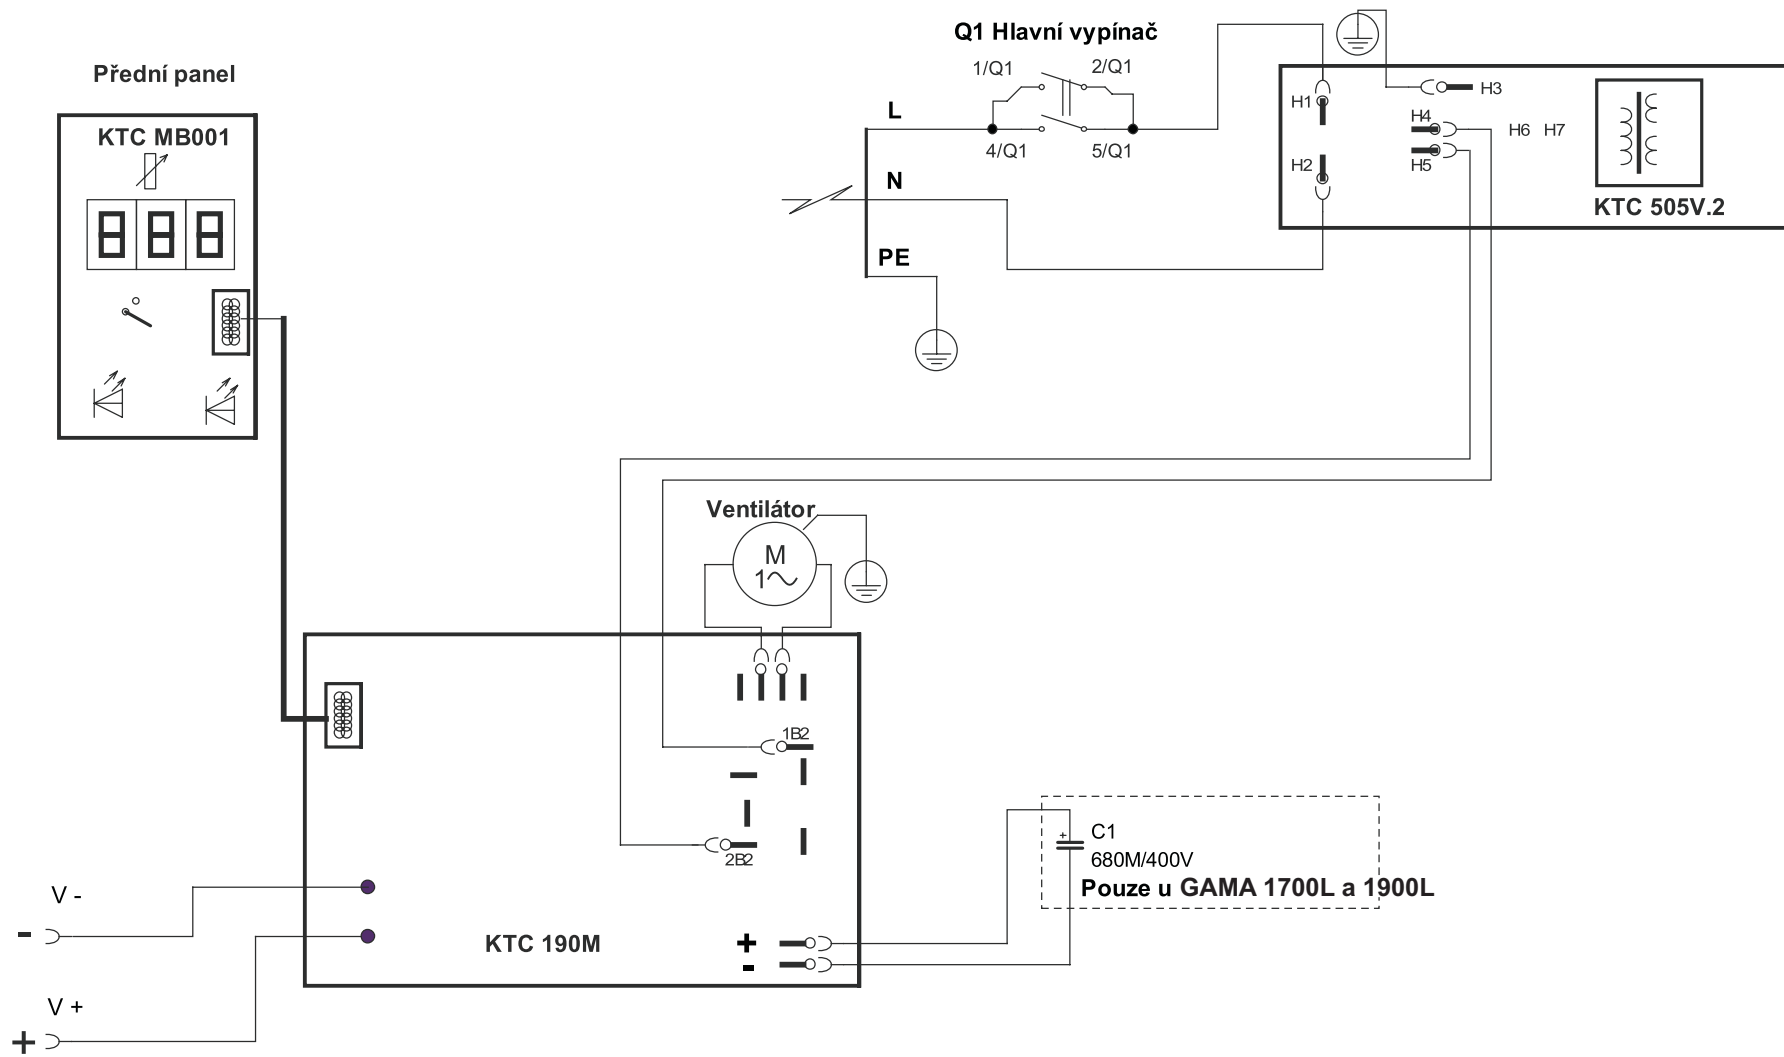 Q1 Hlavní vypínač
1/Q1
2/Q1
Přední panel
H3
H1
L
H4
KTC MB001
H6
H7
4/Q1
5/Q1
H2
H5
N
KTC 505V.2
PE
Ventilátor
M
1
1B2
C1
2B2
680M/400V
Pouze u GAMA 1700L a 1900L
V -
-
KTC 190M
+
-
V +
+